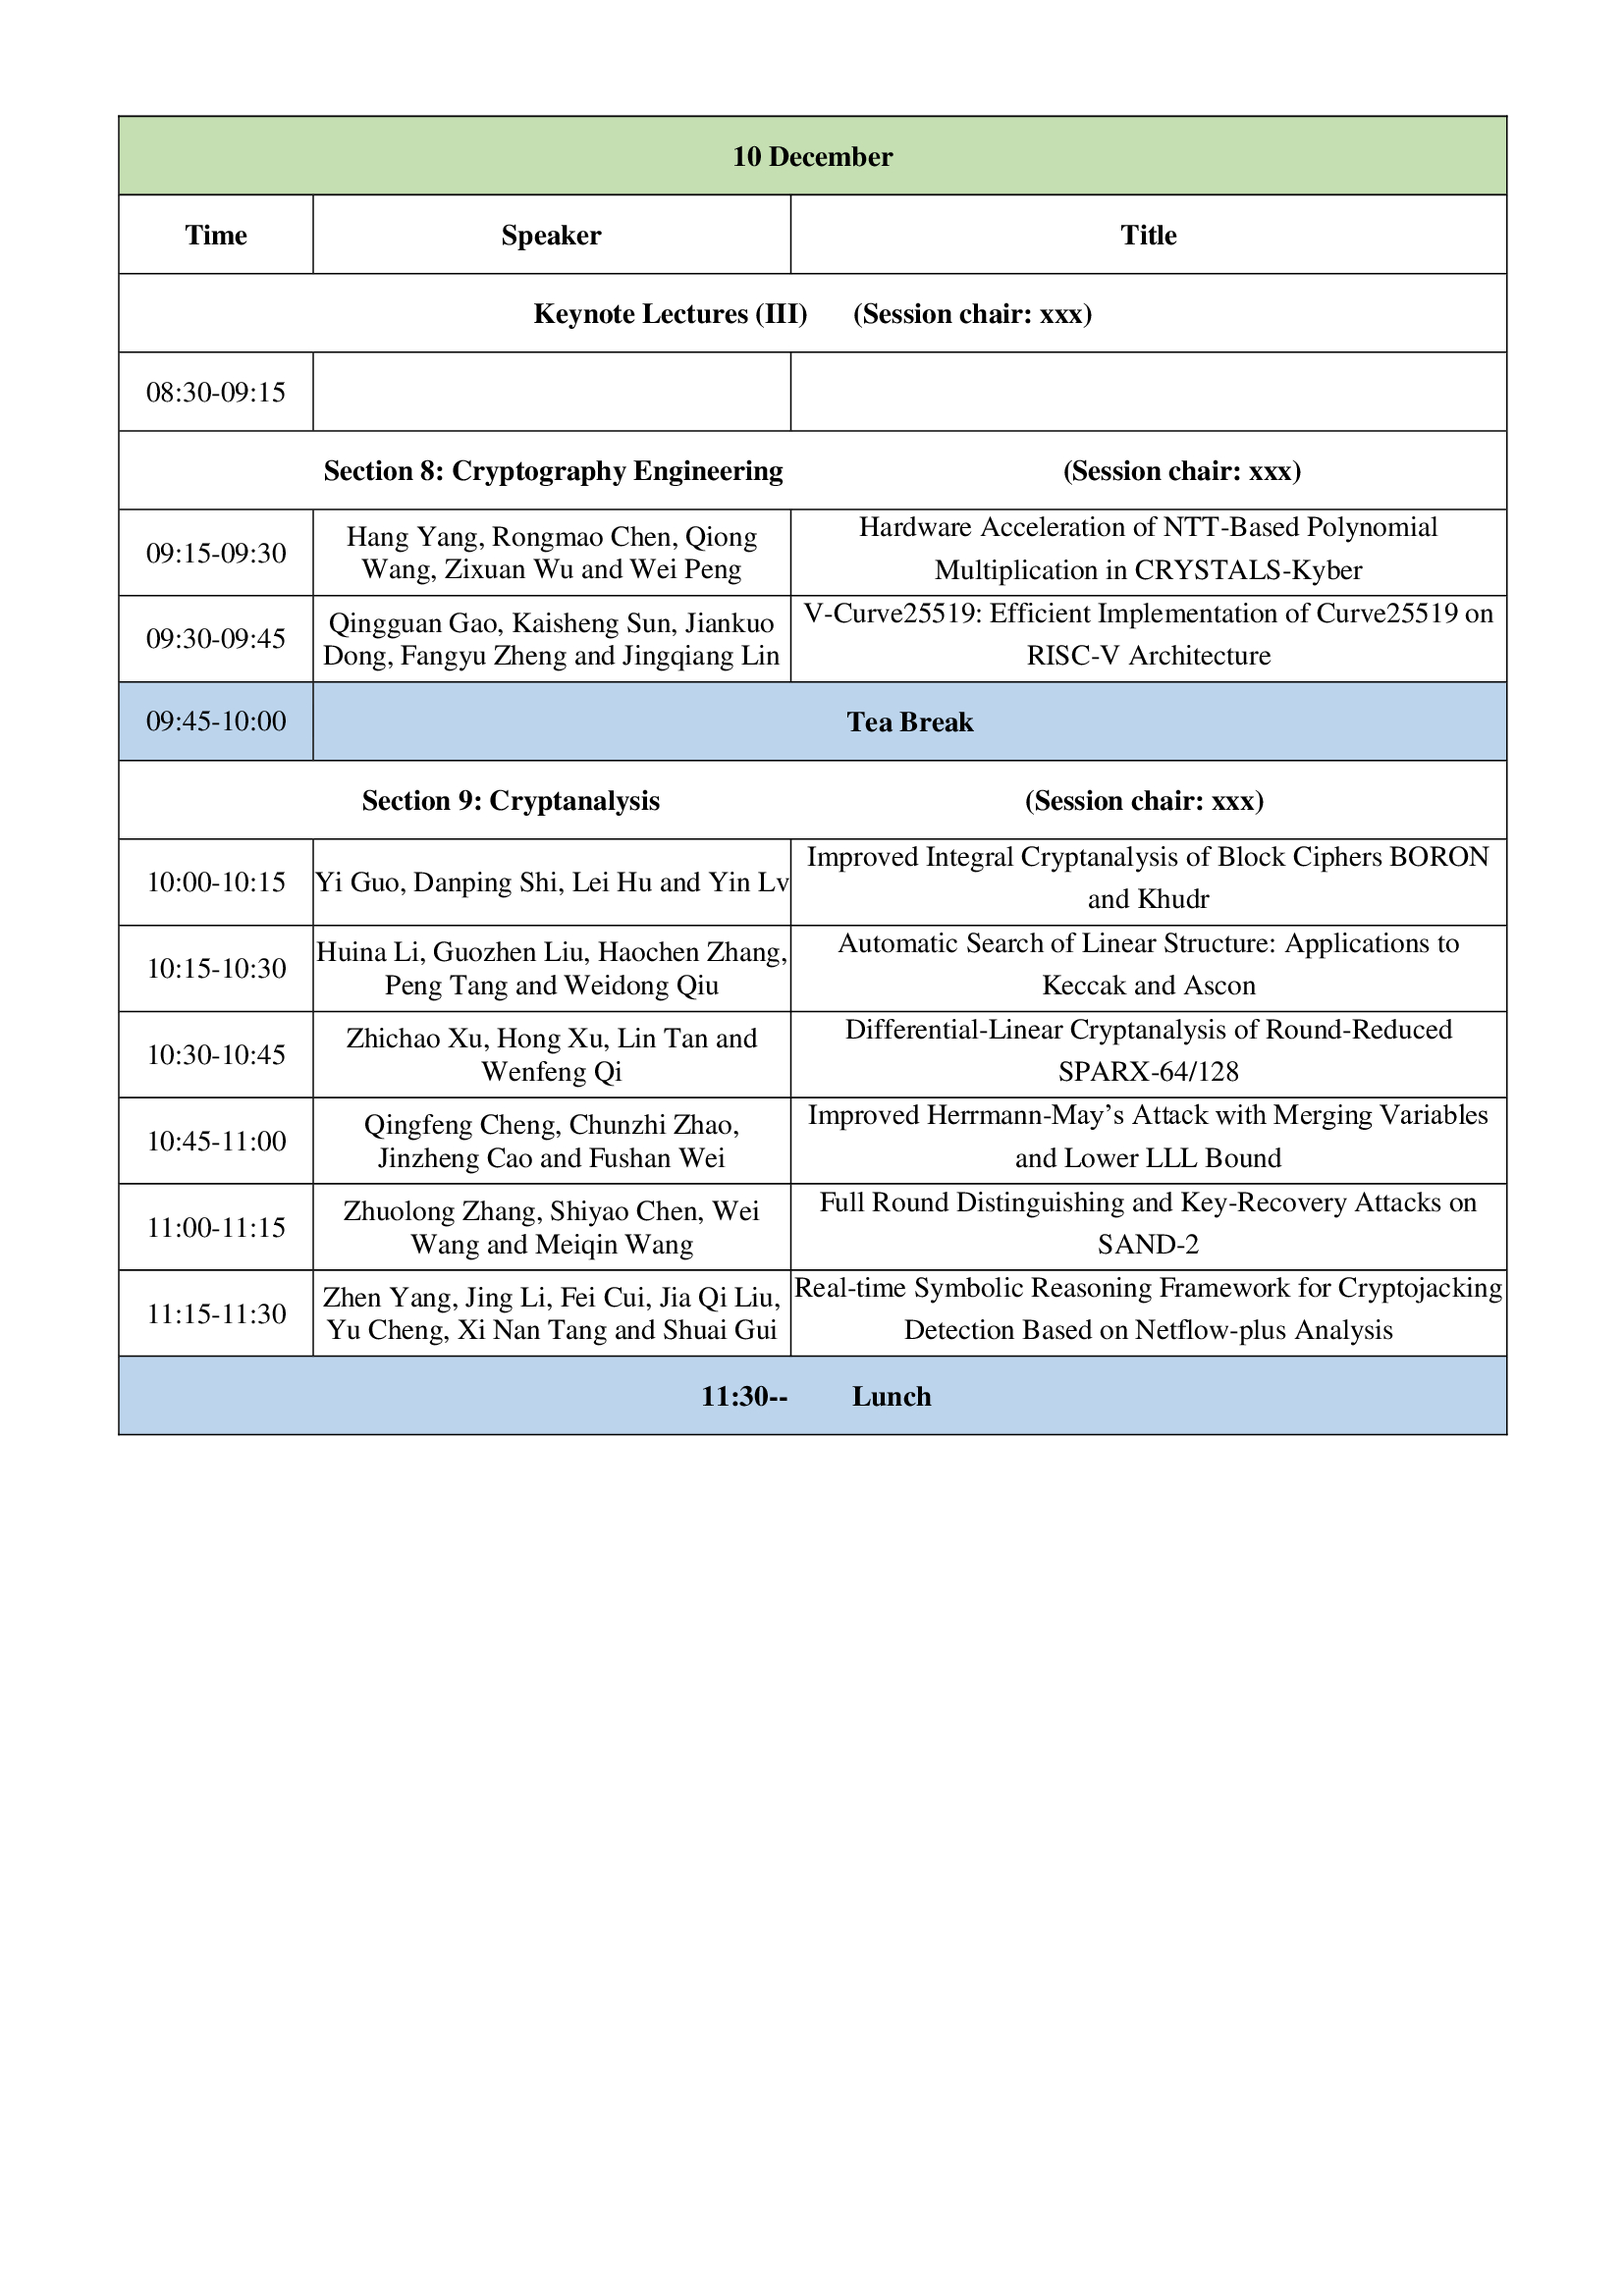 10 December
Time Speaker Title
Keynote Lectures (III) (Session chair: xxx)
08:30-09:15
Section 8: Cryptography Engineering (Session chair: xxx)
09:15-09:30
Hang Yang, Rongmao Chen, Qiong
Wang, Zixuan Wu and Wei Peng
Hardware Acceleration of NTT-Based Polynomial
Multiplication in CRYSTALS-Kyber
09:30-09:45
Qingguan Gao, Kaisheng Sun, Jiankuo
Dong, Fangyu Zheng and Jingqiang Lin
V-Curve25519: Efficient Implementation of Curve25519 on
RISC-V Architecture
09:45-10:00 Tea Break
Section 9: Cryptanalysis (Session chair: xxx)
10:00-10:15
Yi Guo, Danping Shi, Lei Hu and Yin Lv
Improved Integral Cryptanalysis of Block Ciphers BORON
and Khudr
10:15-10:30
Huina Li, Guozhen Liu, Haochen Zhang,
Peng Tang and Weidong Qiu
Automatic Search of Linear Structure: Applications to
Keccak and Ascon
10:30-10:45
Zhichao Xu, Hong Xu, Lin Tan and
Wenfeng Qi
Differential-Linear Cryptanalysis of Round-Reduced
SPARX-64/128
10:45-11:00
Qingfeng Cheng, Chunzhi Zhao,
Jinzheng Cao and Fushan Wei
Improved Herrmann-May’s Attack with Merging Variables
and Lower LLL Bound
11:00-11:15
Zhuolong Zhang, Shiyao Chen, Wei
Wang and Meiqin Wang
Full Round Distinguishing and Key-Recovery Attacks on
SAND-2
11:15-11:30
Zhen Yang, Jing Li, Fei Cui, Jia Qi Liu,
Yu Cheng, Xi Nan Tang and Shuai Gui
Real-time Symbolic Reasoning Framework for Cryptojacking
Detection Based on Netflow-plus Analysis
11:30-- Lunch